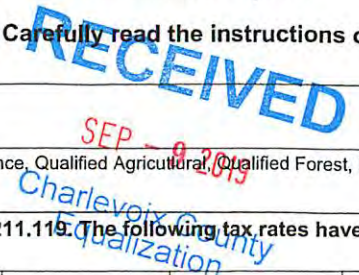 Carefully read the instructions o
RECEIVED
SEP - 9 2019
nce, Qualified Agricultural, Qualified Forest,
Charlevoix County
Equalization
211.119. The following tax rates have